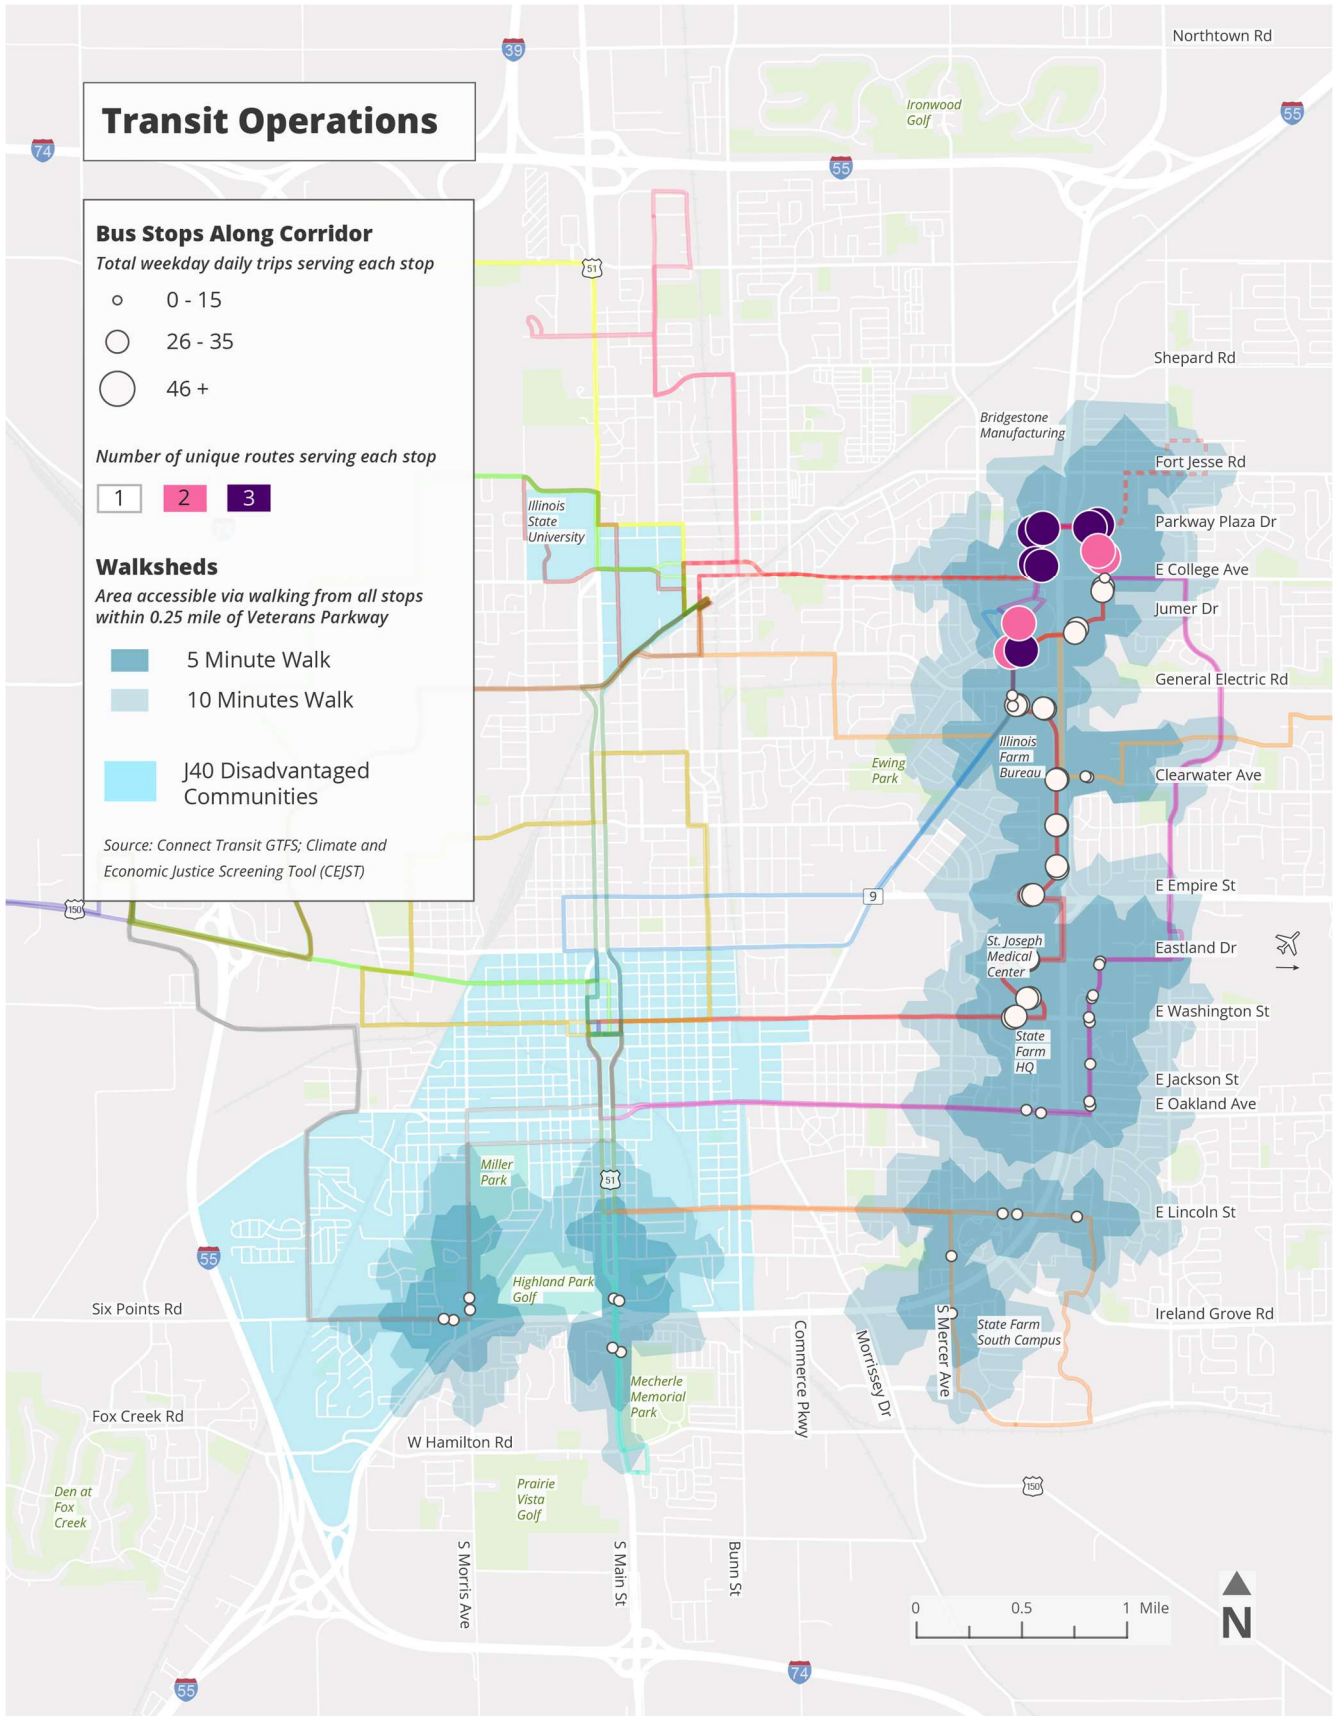 Northtown Rd
39
55
Transit Operations
Ironwood
Golf
74
55
Bus Stops Along Corridor
Total weekday daily trips serving each stop
51
0 - 15
26 - 35
46 +
Shepard Rd
Bridgestone
Manufacturing
Number of unique routes serving each stop
1
2
3
Fort Jesse Rd
Illinois
State
University
Parkway Plaza Dr
Walksheds
Area accessible via walking from all stops
within 0.25 mile of Veterans Parkway
E College Ave
Jumer Dr
5 Minute Walk
10 Minutes Walk
General Electric Rd
J40 Disadvantaged
Communities
Illinois
Farm
Bureau
Ewing
Park
Clearwater Ave
Source: Connect Transit GTFS; Climate and
Economic Justice Screening Tool (CEJST)
E Empire St
9
150
St. Joseph
Medical
Center
Eastland Dr
E Washington St
State
Farm
HQ
E Jackson St
E Oakland Ave
Miller
Park
51
E Lincoln St
55
Highland Park
Golf
Six Points Rd
Ireland Grove Rd
S Mercer Ave
State Farm
South Campus
Commerce Pkwy
Morrissey Dr
Mecherle
Memorial
Park
Fox Creek Rd
W Hamilton Rd
Den at
Fox
Creek
Prairie
Vista
Golf
150
S Morris Ave
S Main St
Bunn St
0
0.5
1 Mile
N
74
55